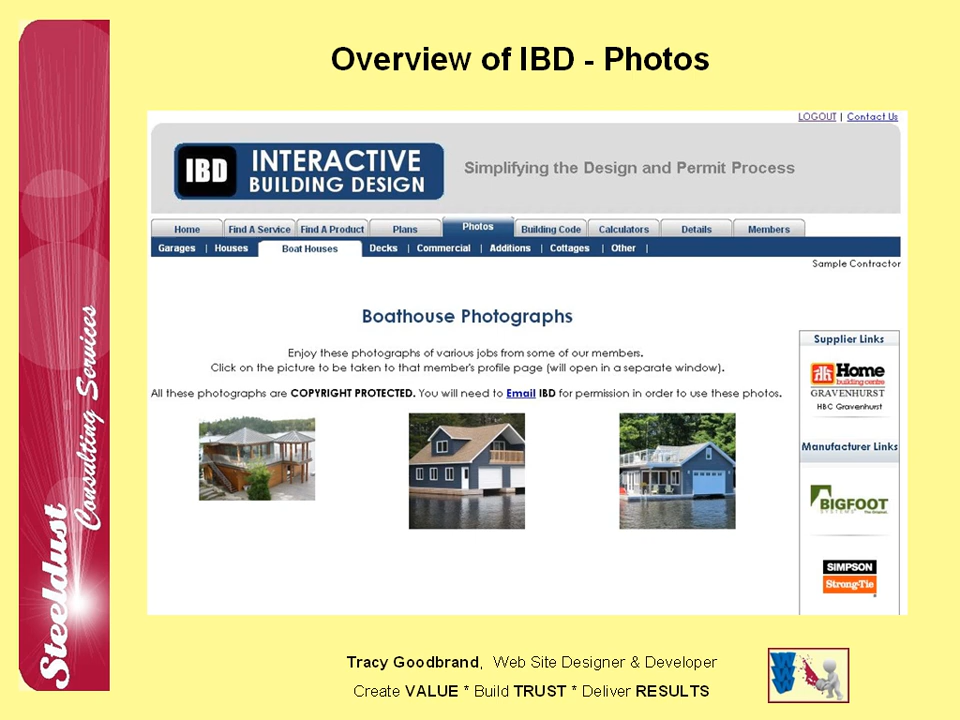 Overview of IBD - Photos
LOGOUT | Contact Us
IBD INTERACTIVE
BUILDING DESIGN
Simplifying the Design and Permit Process
Home Find A Service Find A Product Plans Photos Building Code Calculators Details Members
Garages | Houses Boat Houses Decks | Commercial | Additions | Cottages | Other |
Sample Contractor
Boathouse Photographs
Enjoy these photographs of various jobs from some of our members.
Click on the picture to be taken to that member's profile page (will open in a separate window).
All these photographs are COPYRIGHT PROTECTED. You will need to Email IBD for permission in order to use these photos.
Supplier Links
Home
building centre
GRAVENHURST
HBC Gravenhurst
Manufacturer Links
BIGFOOT
SYSTEMS
SIMPSON
Strong-Tie
Steeldust
Consulting Services
Tracy Goodbrand, Web Site Designer & Developer
Create VALUE * Build TRUST * Deliver RESULTS